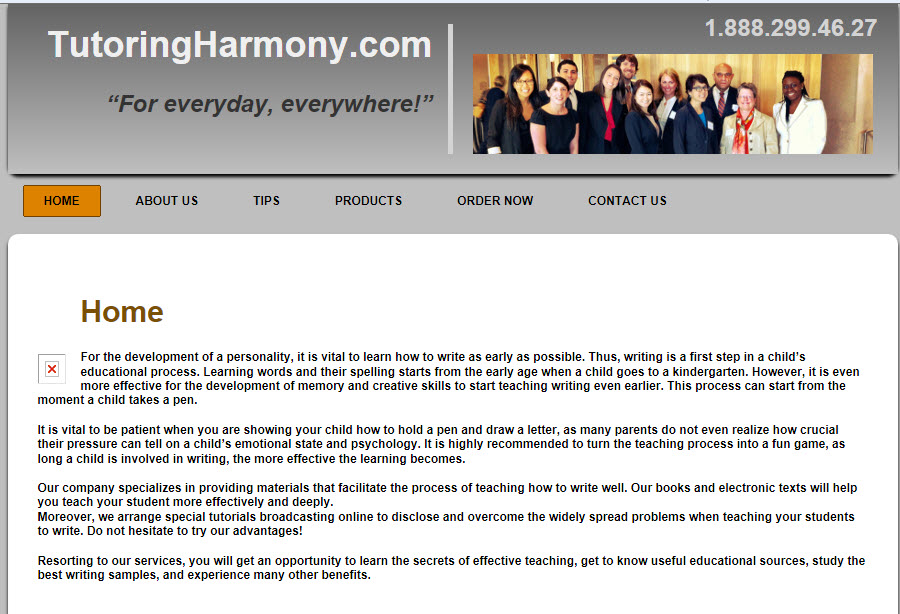 TutoringHarmony.com
1.888.299.46.27
“For everyday, everywhere!”
HOME ABOUT US TIPS PRODUCTS ORDER NOW CONTACT US
Home
For the development of a personality, it is vital to learn how to write as early as possible. Thus, writing is a first step in a child’s
educational process. Learning words and their spelling starts from the early age when a child goes to a kindergarten. However, it is even
more effective for the development of memory and creative skills to start teaching writing even earlier. This process can start from the
moment a child takes a pen.
It is vital to be patient when you are showing your child how to hold a pen and draw a letter, as many parents do not even realize how crucial
their pressure can tell on a child’s emotional state and psychology. It is highly recommended to turn the teaching process into a fun game, as
long a child is involved in writing, the more effective the learning becomes.
Our company specializes in providing materials that facilitate the process of teaching how to write well. Our books and electronic texts will help
you teach your student more effectively and deeply.
Moreover, we arrange special tutorials broadcasting online to disclose and overcome the widely spread problems when teaching your students
to write. Do not hesitate to try our advantages!
Resorting to our services, you will get an opportunity to learn the secrets of effective teaching, get to know useful educational sources, study the
best writing samples, and experience many other benefits.